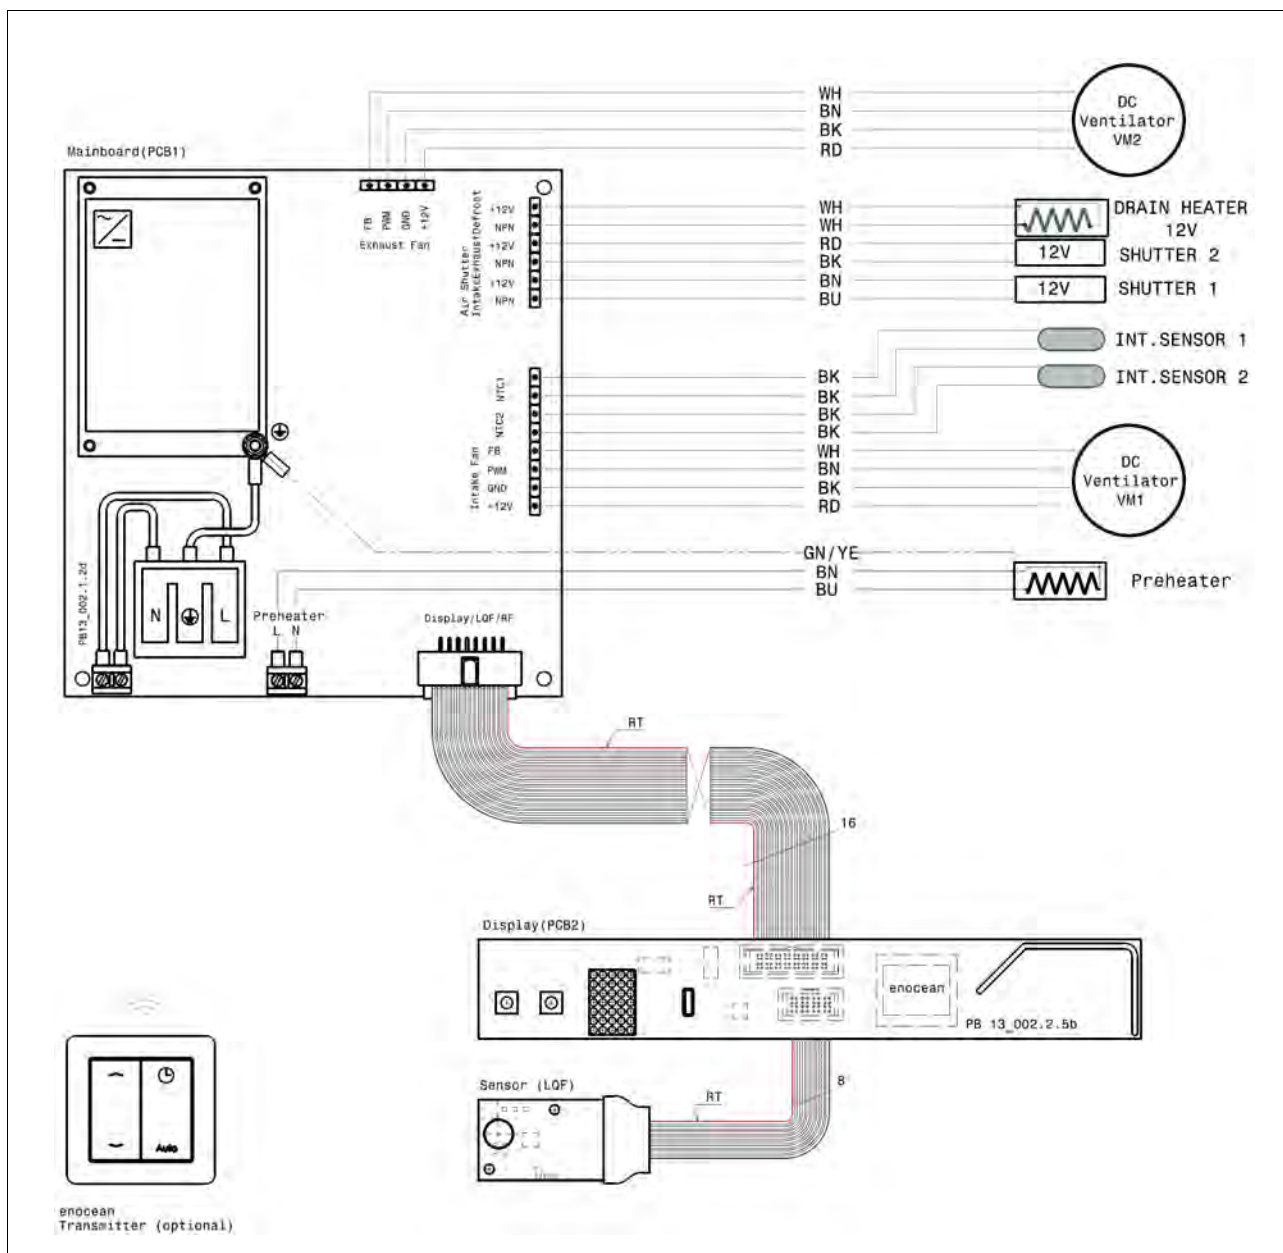 WH
BN
BK
RD
DC
Ventilator
VM2
Mainboard(PCB1)
FB
PWM
GND
+12V
Exhaust Fan
Air Shutter
Intake
Exhaust
Defrost
+12V
NPN
+12V
NPN
+12V
NPN
WH
WH
RD
BK
BN
BU
DRAIN HEATER
12V
12V
SHUTTER 2
12V
SHUTTER 1
INT.SENSOR 1
INT.SENSOR 2
NTC1
NTC2
Intake Fan
FB
PWM
GND
+12V
BK
BK
BK
BK
WH
BN
BK
RD
DC
Ventilator
VM1
GN/YE
BN
BU
Preheater
PB13_002.1.2d
N
L
Preheater
L N
Display/LQF/RF
RT
16
RT
Display(PCB2)
enocean
PB 13_002.2.5b
8
Sensor (LQF)
RT
Auto
enocean
Transmitter (optional)